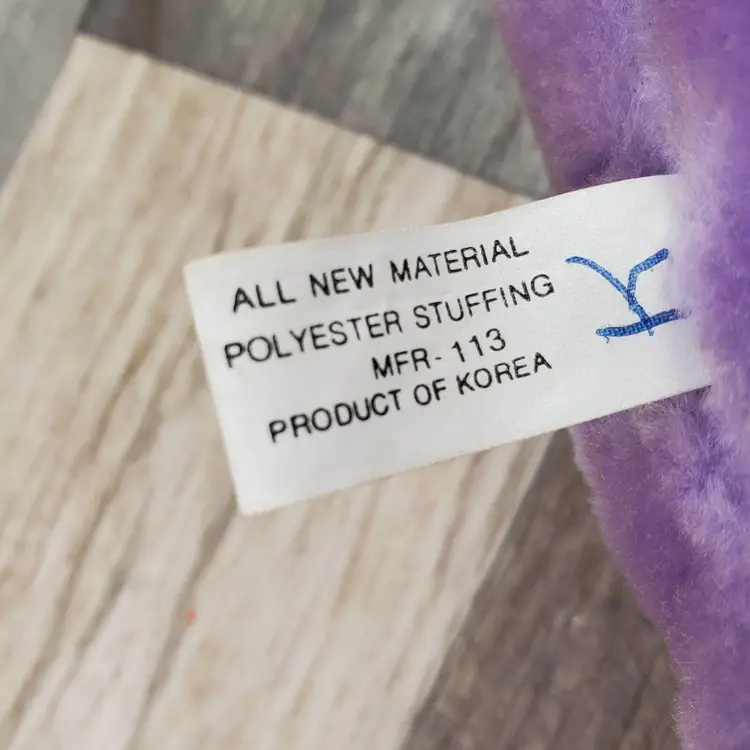 ALL NEW MATERIAL
POLYESTER STUFFING
MFR- 113
PRODUCT OF KOREA